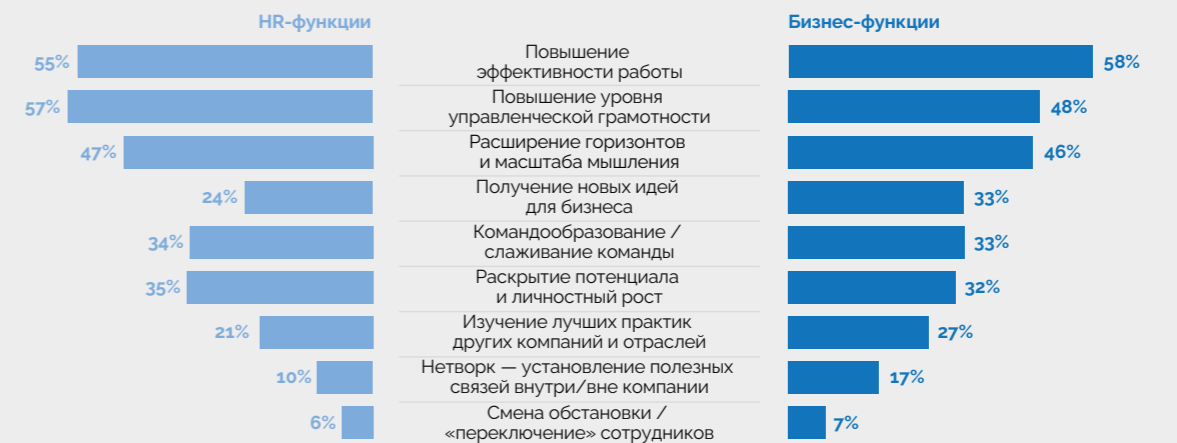 HR-функции
Бизнес-функции
55%
Повышение
эффективности работы
58%
57%
Повышение уровня
управленческой грамотности
48%
47%
Расширение горизонтов
и масштаба мышления
46%
24%
Получение новых идей
для бизнеса
33%
34%
Командообразование /
слаживание команды
33%
35%
Раскрытие потенциала
и личностный рост
32%
21%
Изучение лучших практик
других компаний и отраслей
27%
10%
Нетворк — установление полезных
связей внутри/вне компании
17%
6%
Смена обстановки /
«переключение» сотрудников
7%